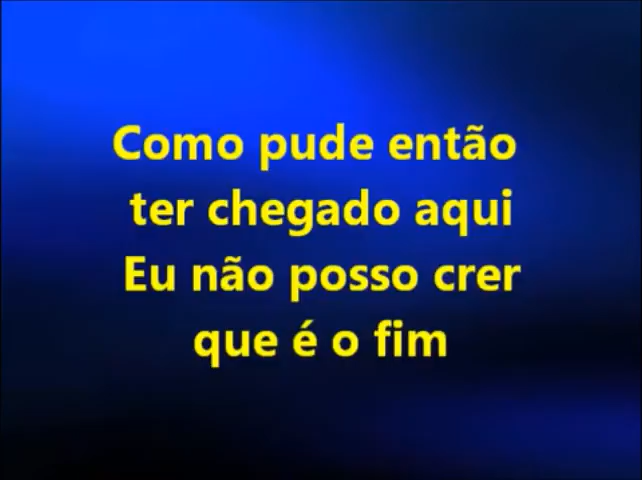 Como pude então
ter chegado aqui
Eu não posso crer
que é o fim